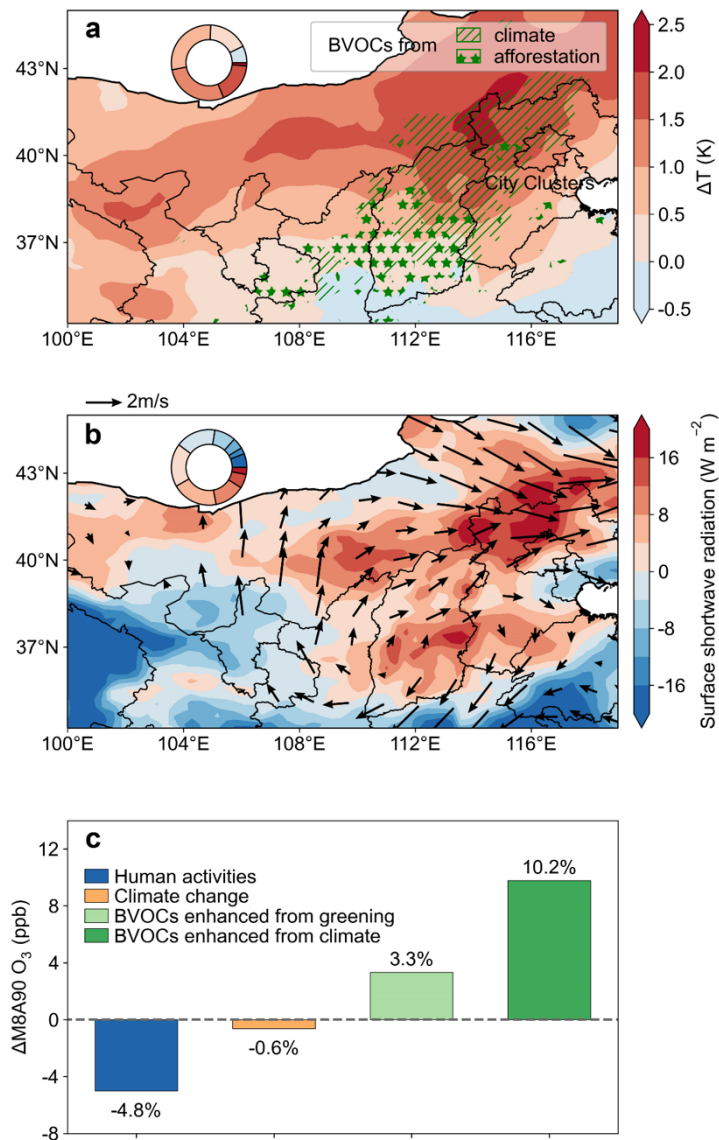 a
BVOCs from
climate
afforestation
City Clusters
43°N
40°N
37°N
100°E 104°E 108°E 112°E 116°E
2.5
2.0
1.5
1.0
0.5
0.0
-0.5
ΔT (K)
2m/s
b
43°N
40°N
37°N
100°E 104°E 108°E 112°E 116°E
16
8
0
-8
-16
Surface shortwave radiation (W m⁻²)
c
Human activities
Climate change
BVOCs enhanced from greening
BVOCs enhanced from climate
10.2%
3.3%
-0.6%
-4.8%
12
8
4
0
-4
-8
ΔM8A90 O₃ (ppb)